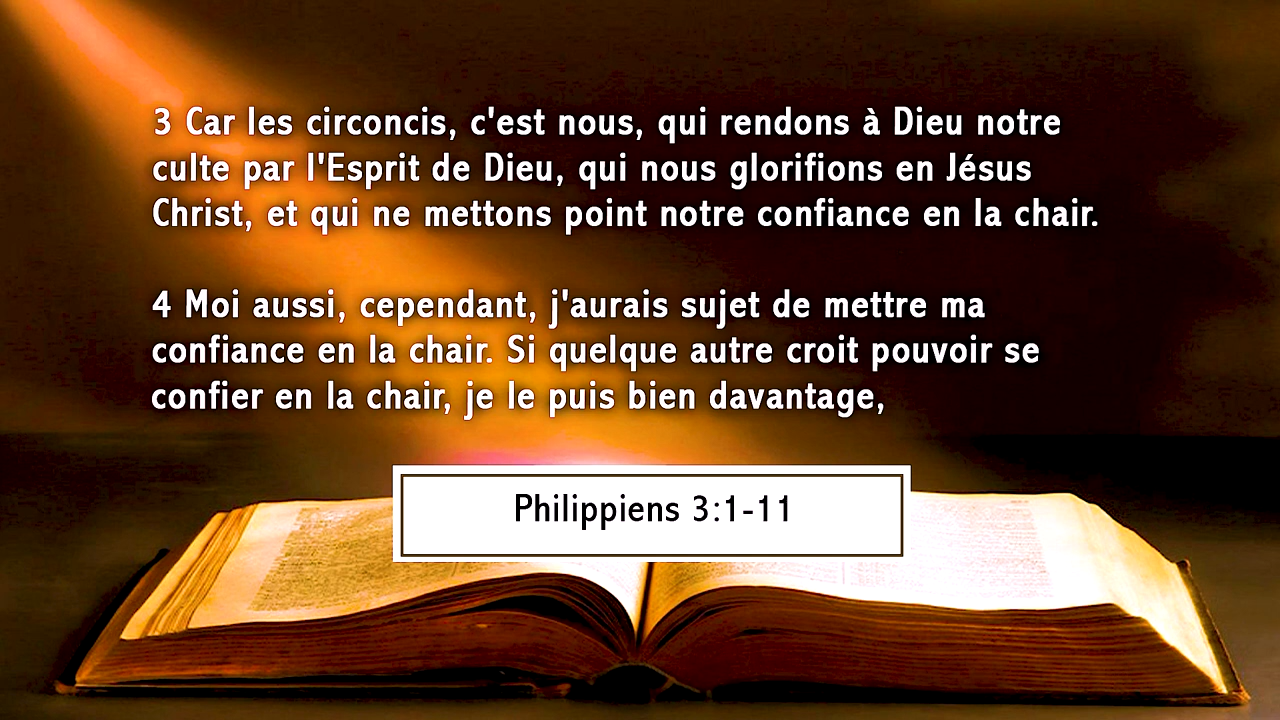 3 Car les circoncis, c'est nous, qui rendons à Dieu notre
culte par l'Esprit de Dieu, qui nous glorifions en Jésus
Christ, et qui ne mettons point notre confiance en la chair.
4 Moi aussi, cependant, j'aurais sujet de mettre ma
confiance en la chair. Si quelque autre croit pouvoir se
confier en la chair, je le puis bien davantage,
Philippiens 3:1-11